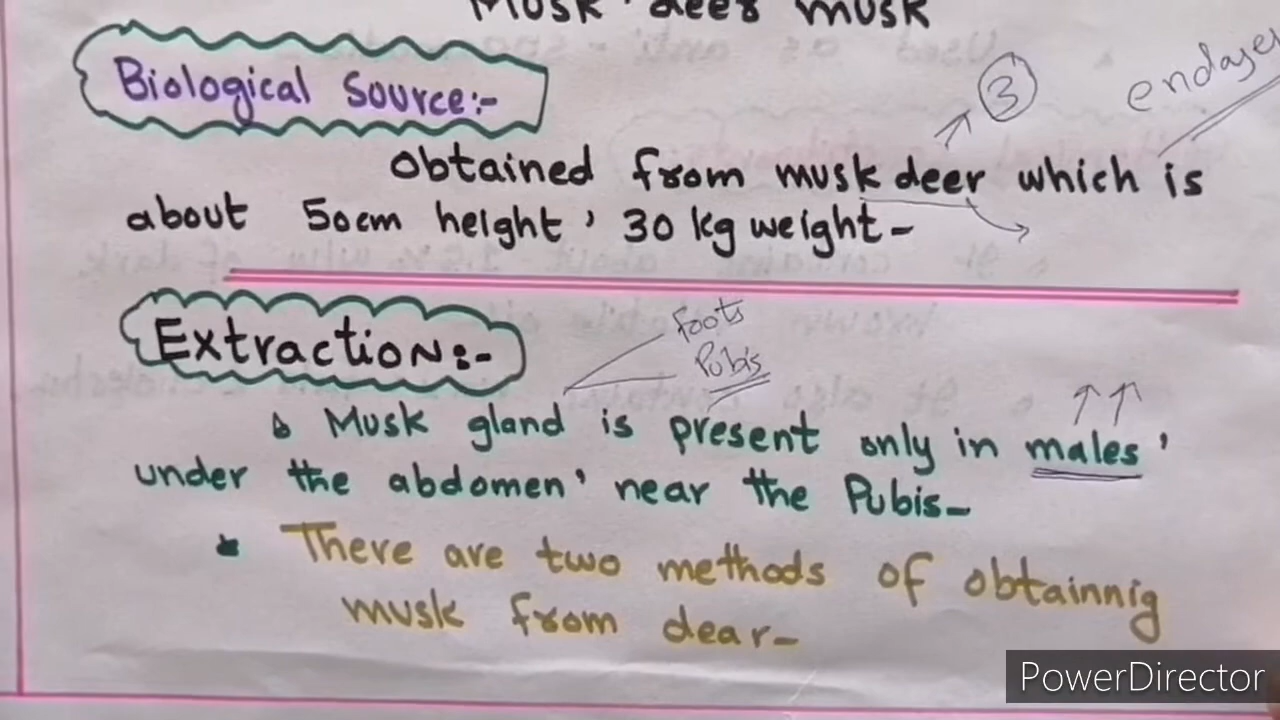 Musk deer musk
3
endager
Biological Source:-
Obtained from musk deer which is
about 50cm height, 30 kg weight-
Extraction:-
foots
Pubis
Musk gland is present only in males,
under the abdomen, near the Pubis-
There are two methods of obtainnig
musk from dear-
PowerDirector